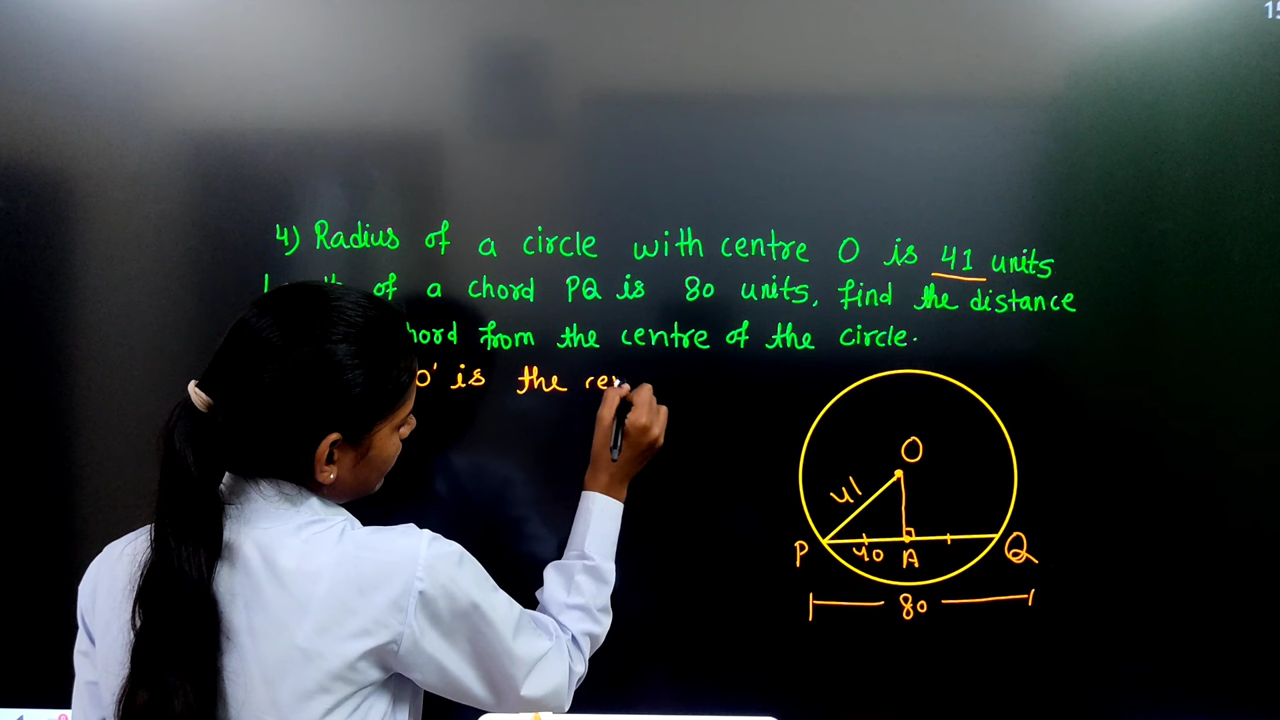 4) Radius of a circle with centre O is 41 units
of a chord PQ is 80 units, find the distance
from the centre of the circle.
O' is the
O
41
P
40
A
Q
80